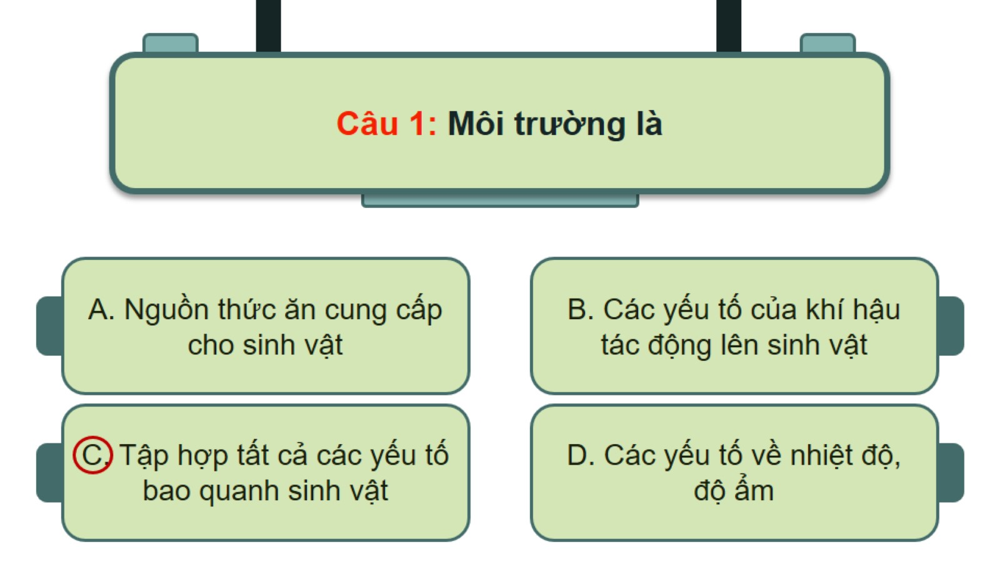 Câu 1: Môi trường là
A. Nguồn thức ăn cung cấp
cho sinh vật
B. Các yếu tố của khí hậu
tác động lên sinh vật
C. Tập hợp tất cả các yếu tố
bao quanh sinh vật
D. Các yếu tố về nhiệt độ,
độ ẩm